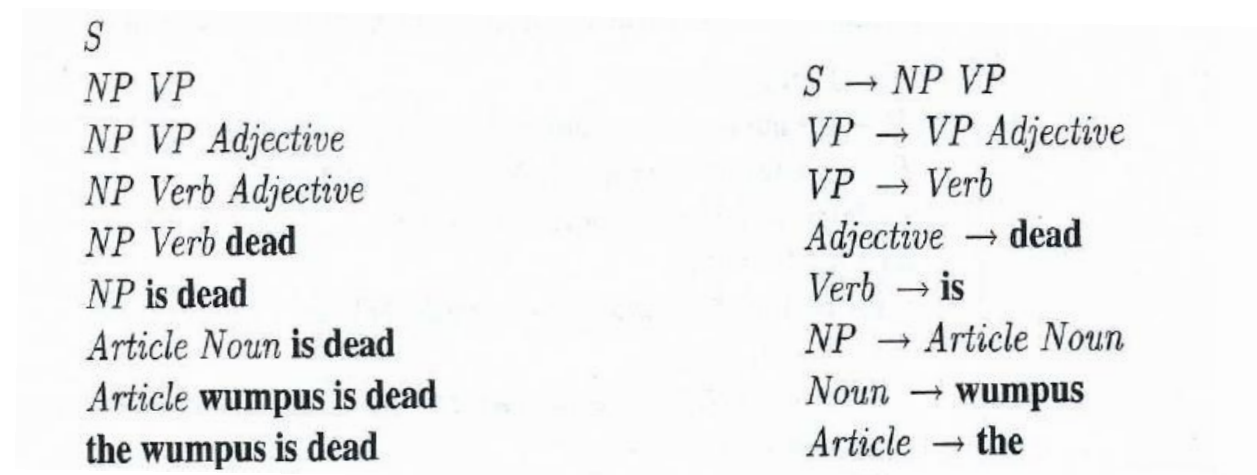 S
NP VP
NP VP Adjective
NP Verb Adjective
NP Verb dead
NP is dead
Article Noun is dead
Article wumpus is dead
the wumpus is dead
S → NP VP
VP → VP Adjective
VP → Verb
Adjective → dead
Verb → is
NP → Article Noun
Noun → wumpus
Article → the